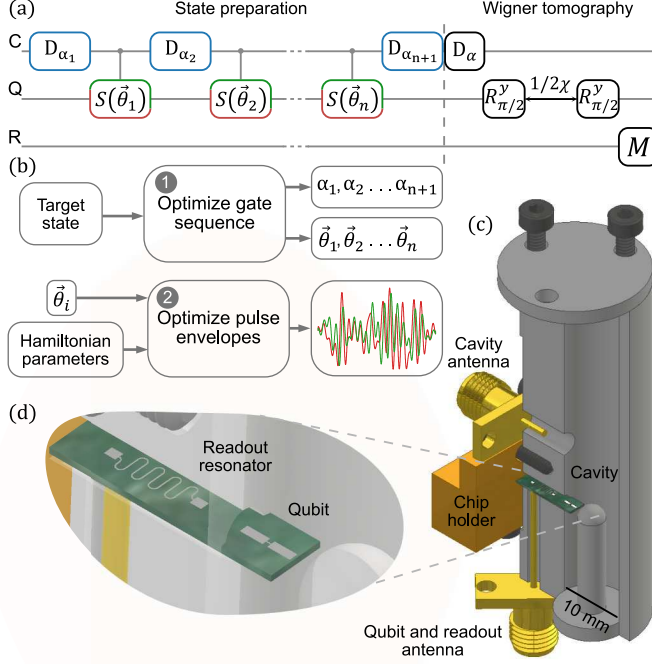 (a) State preparation Wigner tomography
C D_{α_1} D_{α_2} D_{α_{n+1}} D_α
Q S(θ⃗_1) S(θ⃗_2) S(θ⃗_n) R^y_{π/2} 1/2χ R^y_{π/2}
R M
(b)
Target
state
1
Optimize gate
sequence
α_1, α_2 . . . α_{n+1}
θ⃗_1, θ⃗_2 . . . θ⃗_n
θ⃗_i
Hamiltonian
parameters
2
Optimize pulse
envelopes
(c)
Cavity
antenna
Cavity
Chip
holder
10 mm
Qubit and readout antenna
(d)
Readout
resonator
Qubit